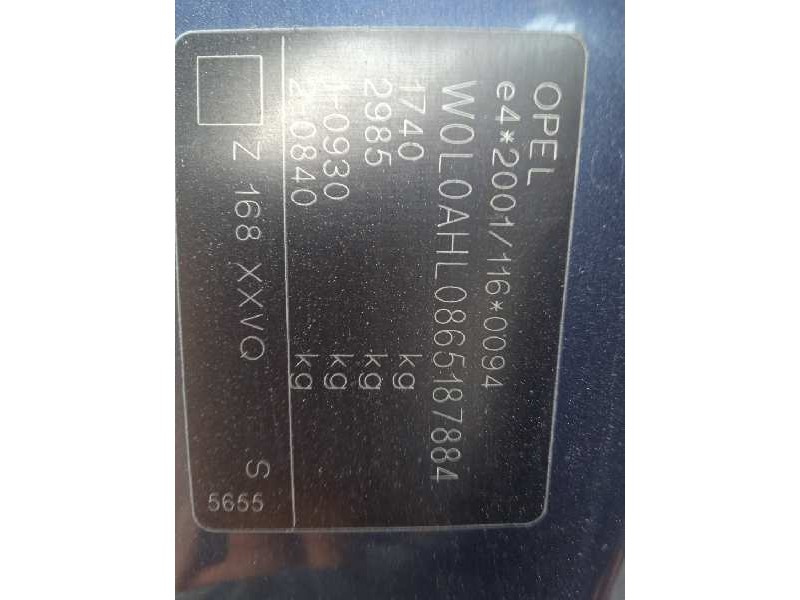 OPEL
e4*2001/116*0094
W0L0AHL0865187884
1740 kg
2985 kg
1-0930 kg
2-0840 kg
Z 168 XXVQ S
5655